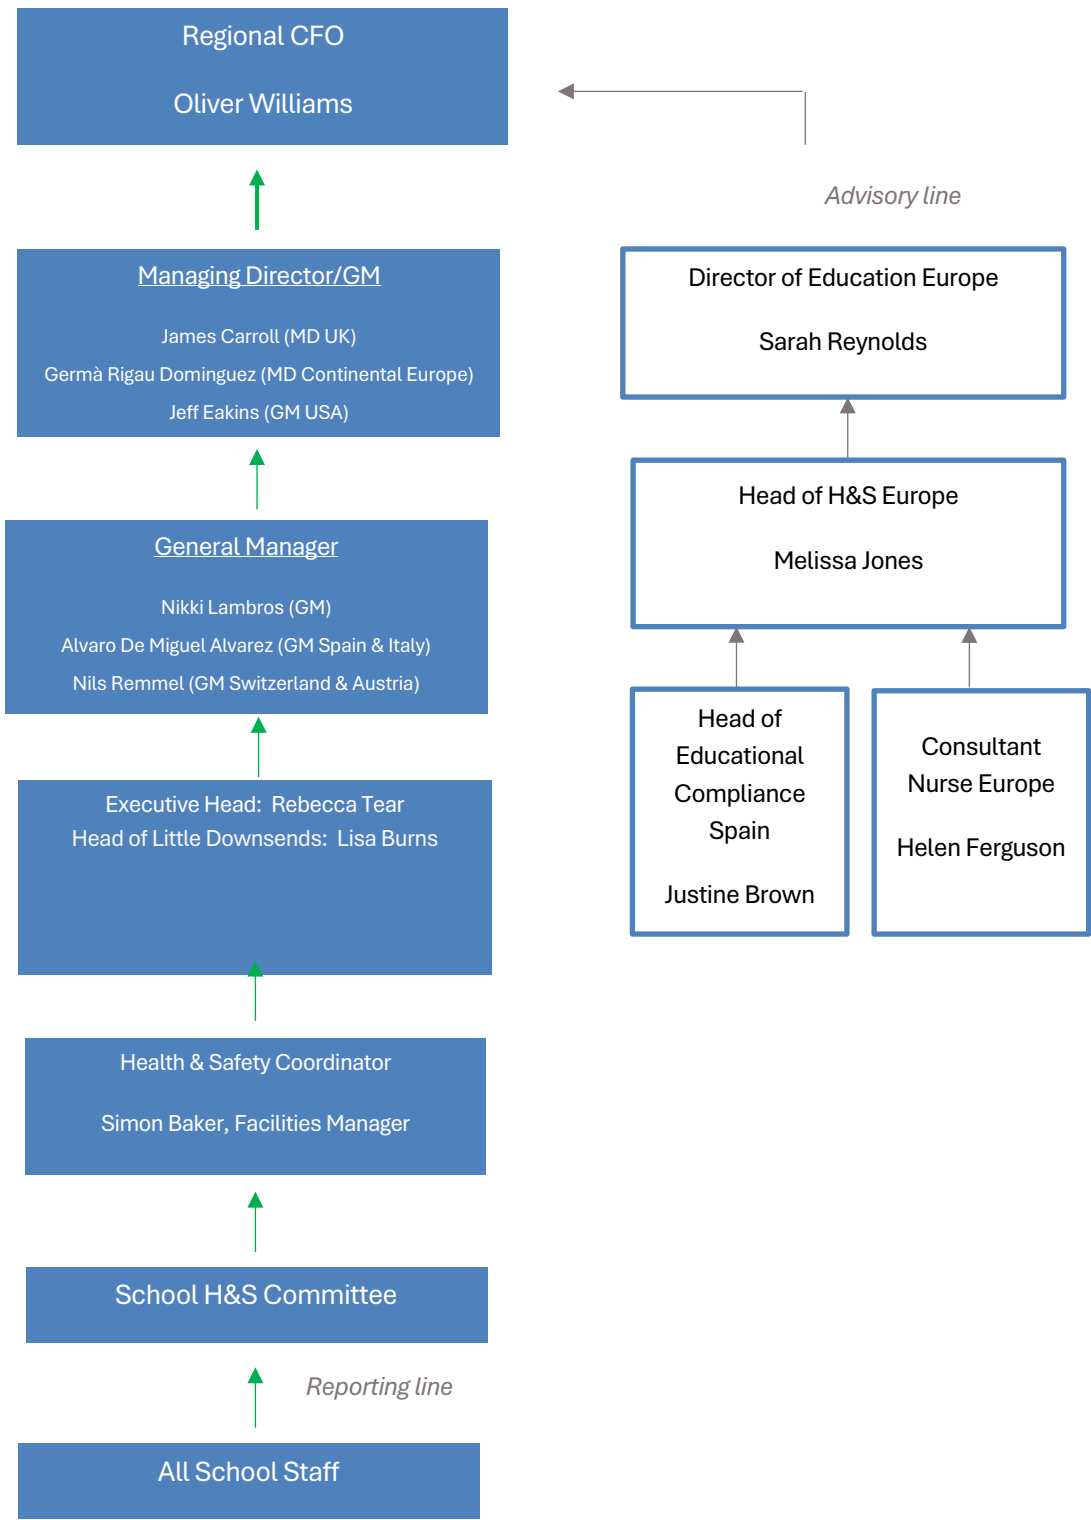 Regional CFO
Oliver Williams
Advisory line
Managing Director/GM
James Carroll (MD UK)
Germà Rigau Dominguez (MD Continental Europe)
Jeff Eakins (GM USA)
Director of Education Europe
Sarah Reynolds
Head of H&S Europe
Melissa Jones
General Manager
Nikki Lambros (GM)
Alvaro De Miguel Alvarez (GM Spain & Italy)
Nils Remmel (GM Switzerland & Austria)
Head of
Educational
Compliance
Spain
Justine Brown
Consultant
Nurse Europe
Helen Ferguson
Executive Head: Rebecca Tear
Head of Little Downsends: Lisa Burns
Health & Safety Coordinator
Simon Baker, Facilities Manager
School H&S Committee
Reporting line
All School Staff